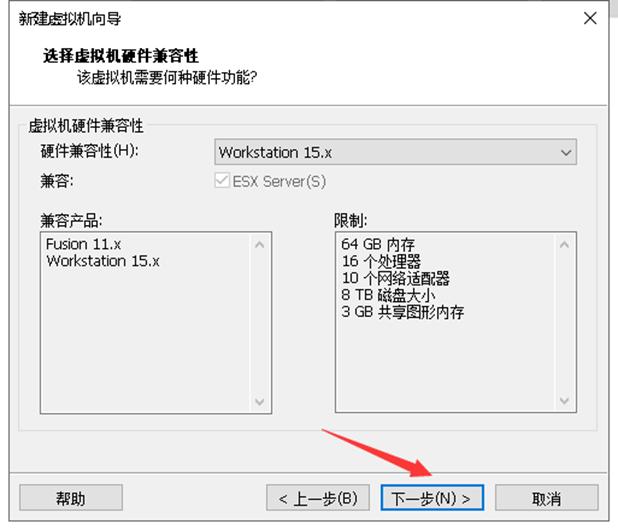 新建虚拟机向导
选择虚拟机硬件兼容性
该虚拟机需要何种硬件功能?
虚拟机硬件兼容性
硬件兼容性(H):
Workstation 15.x
兼容:
ESX Server(S)
兼容产品:
Fusion 11.x
Workstation 15.x
限制:
64 GB 内存
16 个处理器
10 个网络适配器
8 TB 磁盘大小
3 GB 共享图形内存
帮助
< 上一步(B)
下一步(N) >
取消